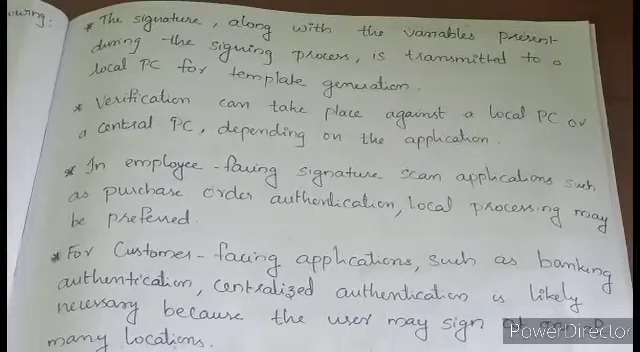 owing:
* The signature, along with the variables present
during the signing process, is transmitted to a
local PC for template generation.
* Verification can take place against a local PC or
a central PC, depending on the application.
* In employee-facing signature scan applications such
as purchase order authentication, local processing may
be preferred.
* For Customer-facing applications, such as banking
authentication, centralized authentication is likely
necessary because the user may sign at
many locations.
PowerDirector